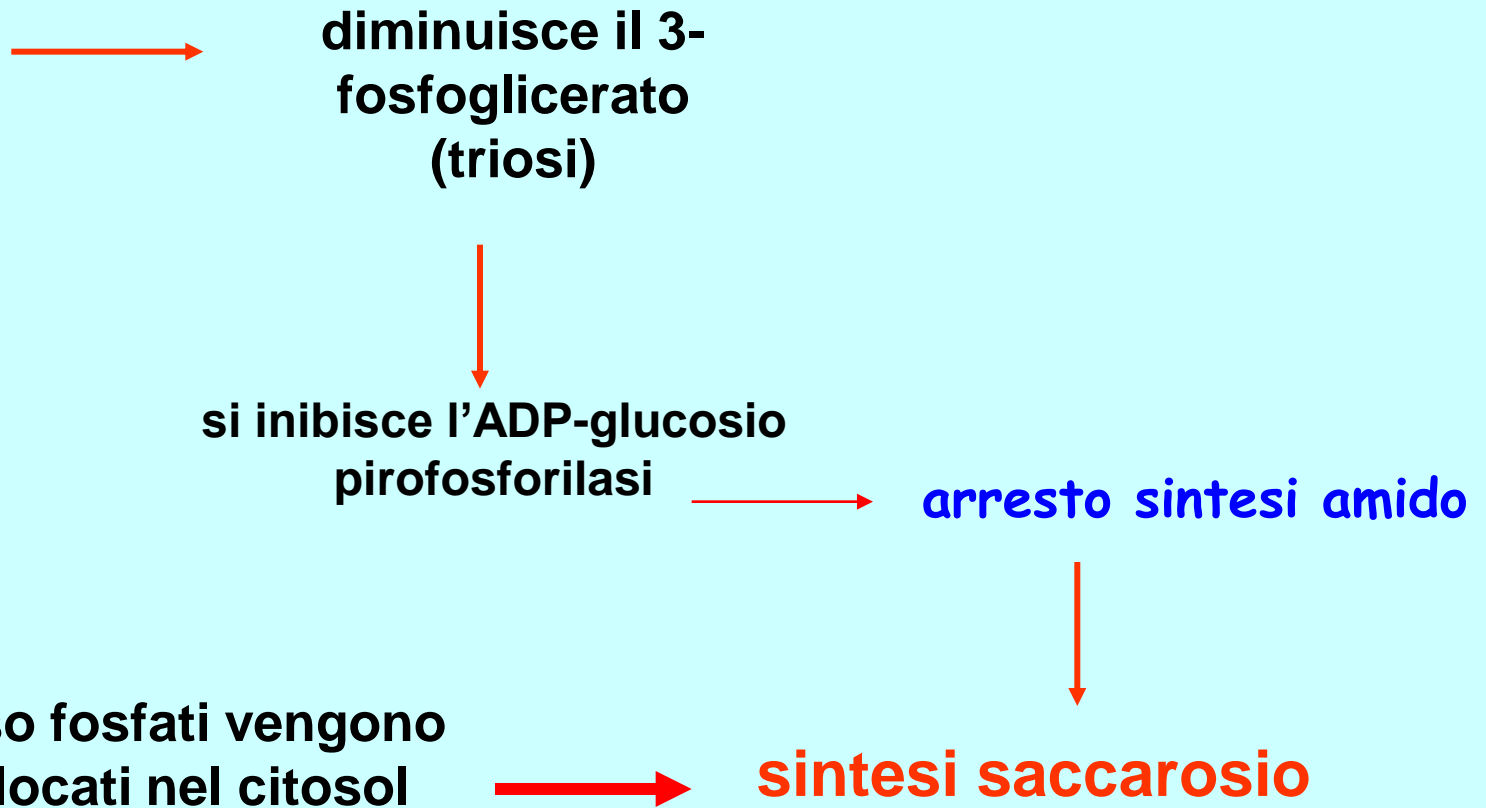 diminuisce il 3-
fosfoglicerato
(triosi)
si inibisce l’ADP-glucosio
pirofosforilasi
arresto sintesi amido
fosfati vengono
nel citosol
sintesi saccarosio